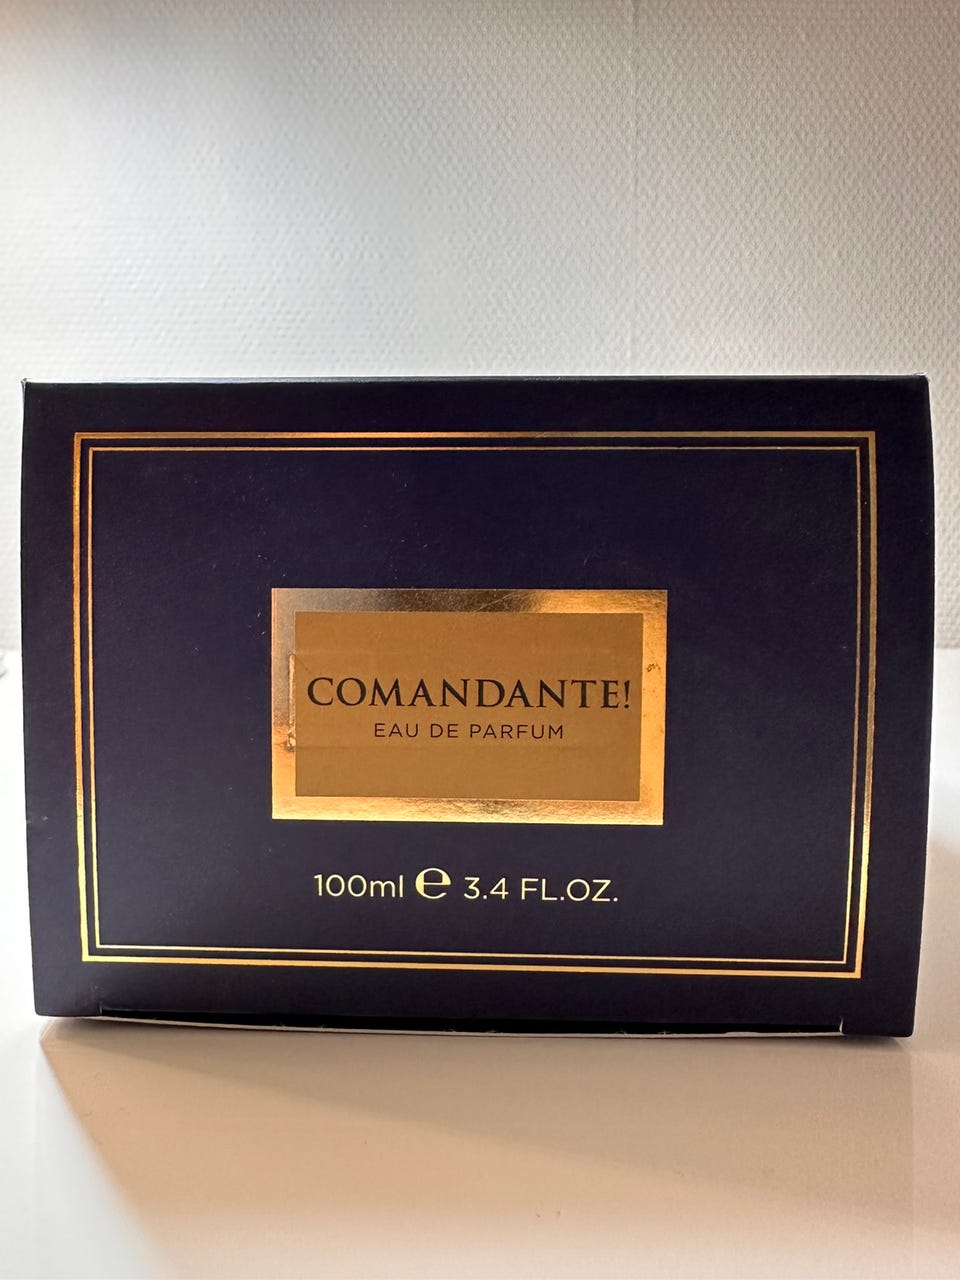 COMANDANTE!
EAU DE PARFUM
100ml ℮ 3.4 FL.OZ.